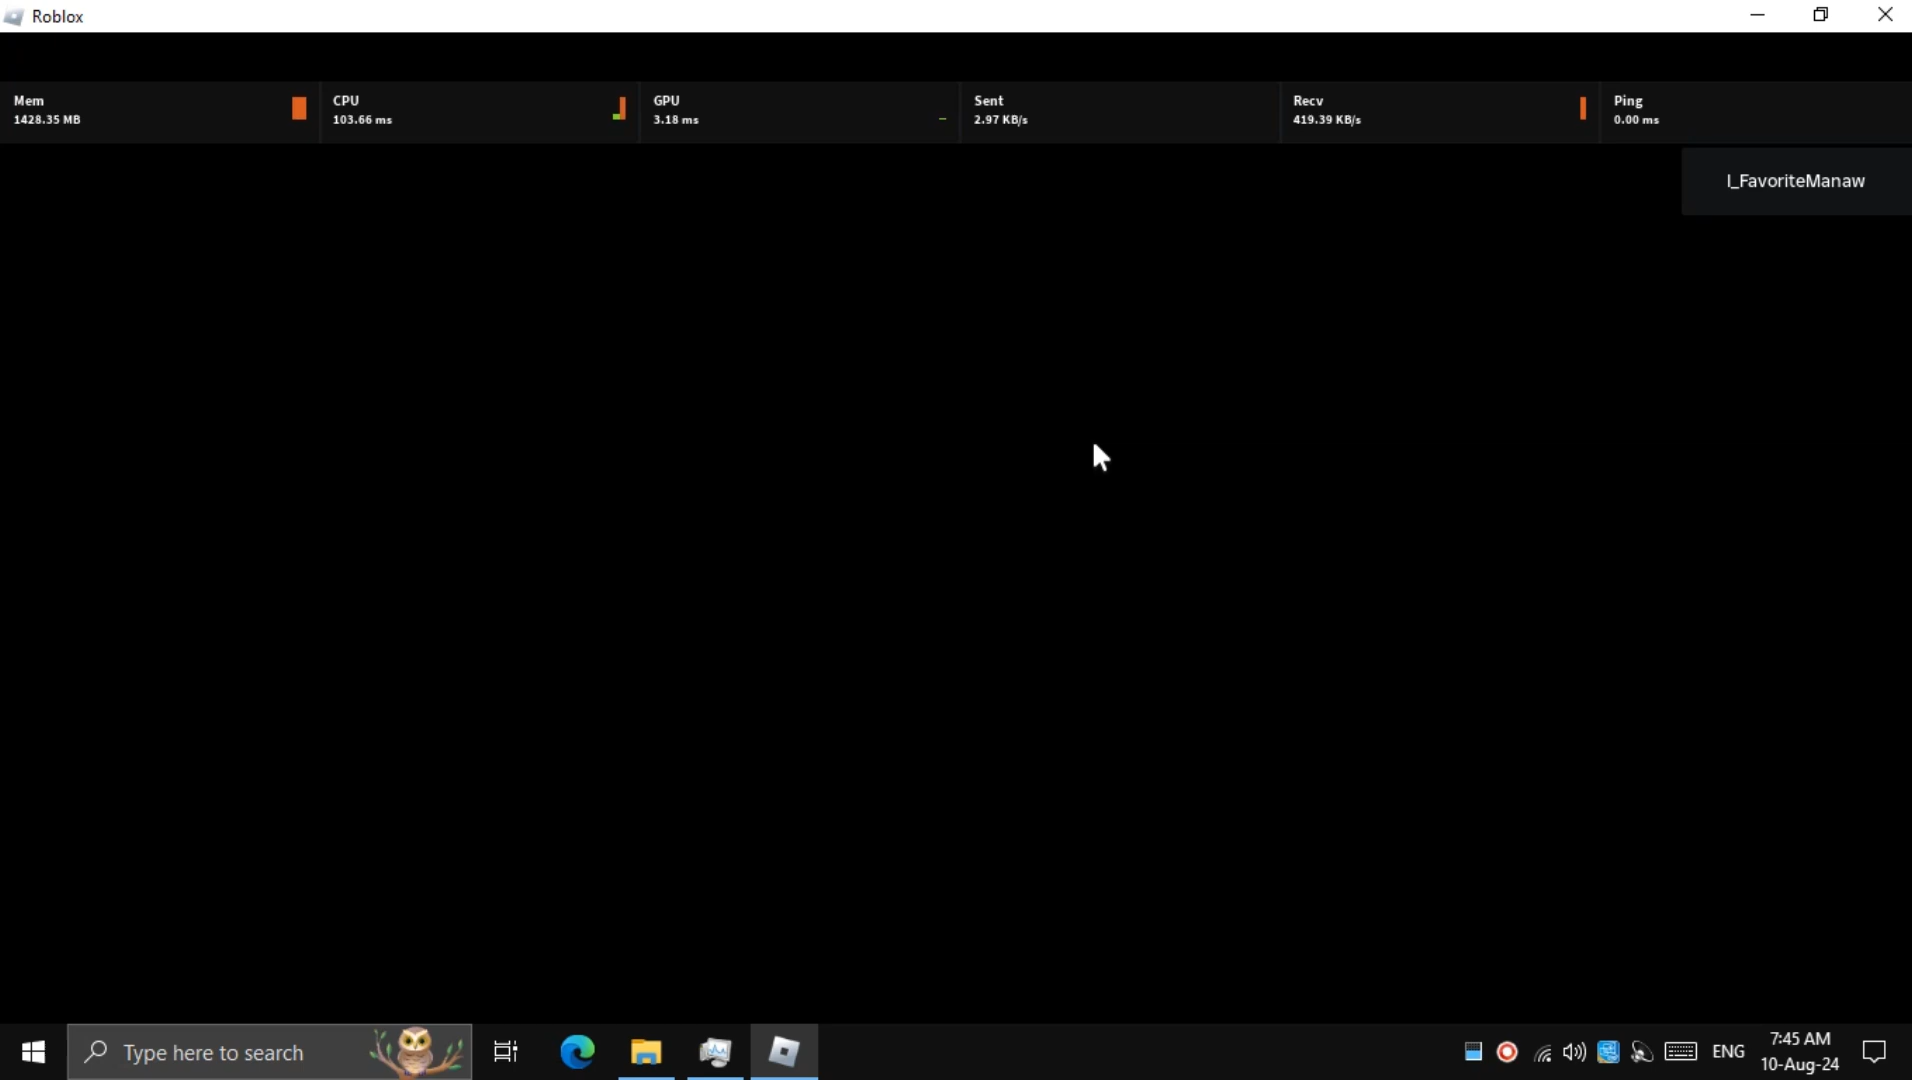 Roblox
Mem CPU GPU Sent Recv Ping
1428.35 MB 103.66 ms 3.18 ms 2.97 KB/s 419.39 KB/s 0.00 ms
I_FavoriteManaw
Type here to search
ENG
7:45 AM
10-Aug-24